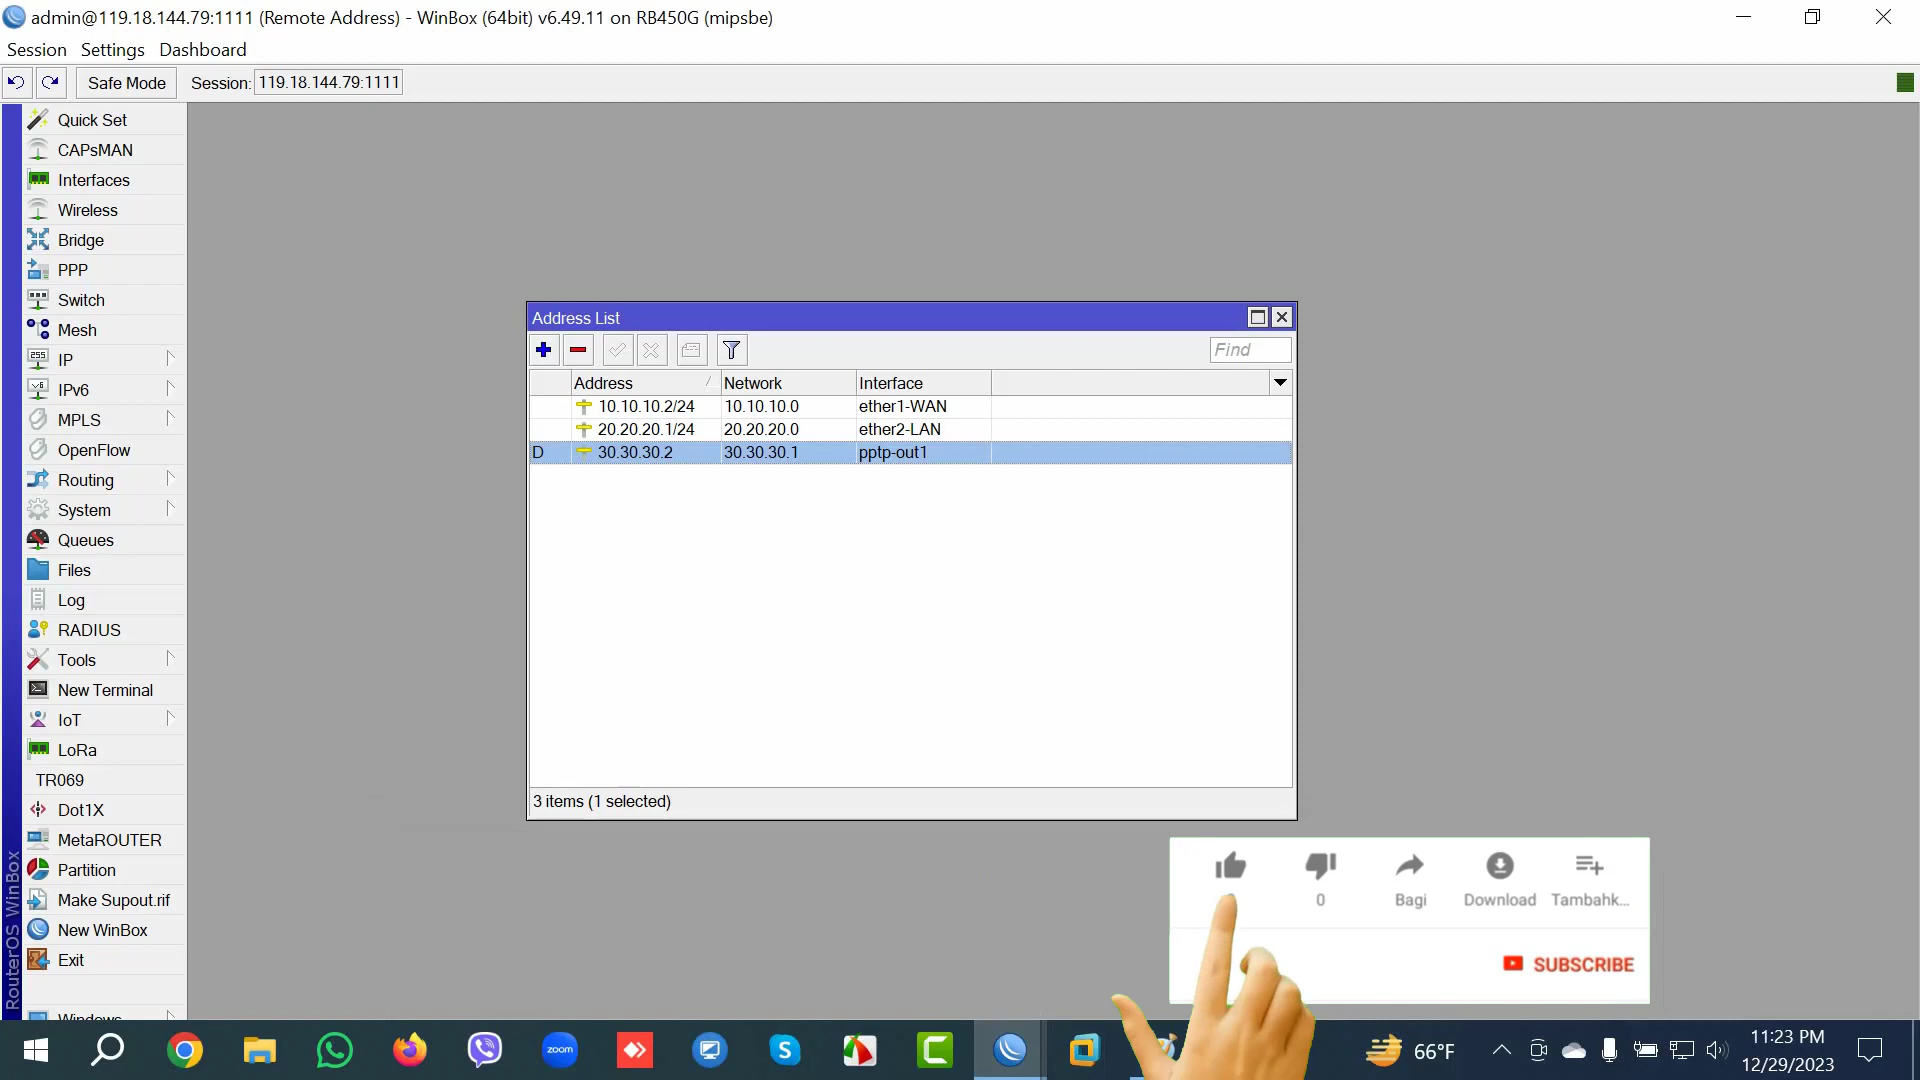 admin@119.18.144.79:1111 (Remote Address) - WinBox (64bit) v6.49.11 on RB450G (mipsbe)
Session Settings Dashboard
Safe Mode Session: 119.18.144.79:1111
Quick Set
CAPsMAN
Interfaces
Wireless
Bridge
PPP
Switch
Mesh
IP
IPv6
MPLS
OpenFlow
Routing
System
Queues
Files
Log
RADIUS
Tools
New Terminal
IoT
LoRa
TR069
Dot1X
MetaROUTER
Partition
Make Supout.rif
New WinBox
Exit
Windows
RouterOS WinBox
Address List
Find
Address Network Interface
10.10.10.2/24 10.10.10.0 ether1-WAN
20.20.20.1/24 20.20.20.0 ether2-LAN
D 30.30.30.2 30.30.30.1 pptp-out1
3 items (1 selected)
0 Bagi Download Tambahk...
SUBSCRIBE
zoom
66°F
11:23 PM
12/29/2023